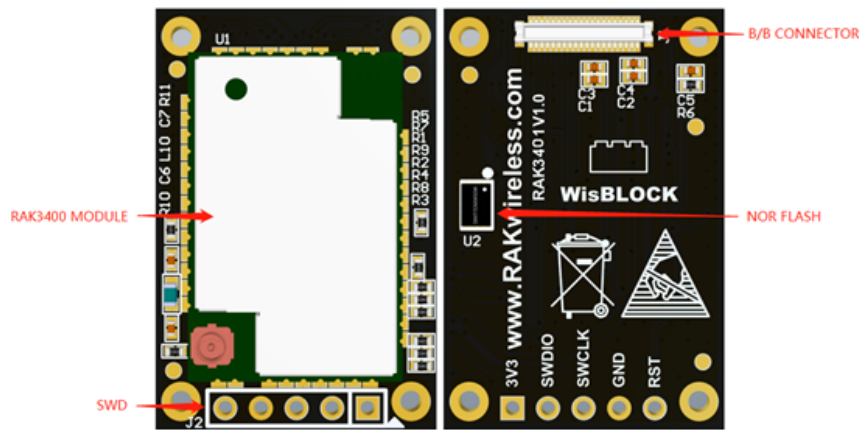 U1
RAK3400 MODULE
R11
C7
L10
C6
R10
R5
R7
R1
R9
R2
R4
R8
R3
SWD
J2
B/B CONNECTOR
C3
C1
C4
C2
C5
R6
www.RAKwireless.com
RAK3401V1.0
WisBLOCK
NOR FLASH
U2
3V3
SWDIO
SWCLK
GND
RST